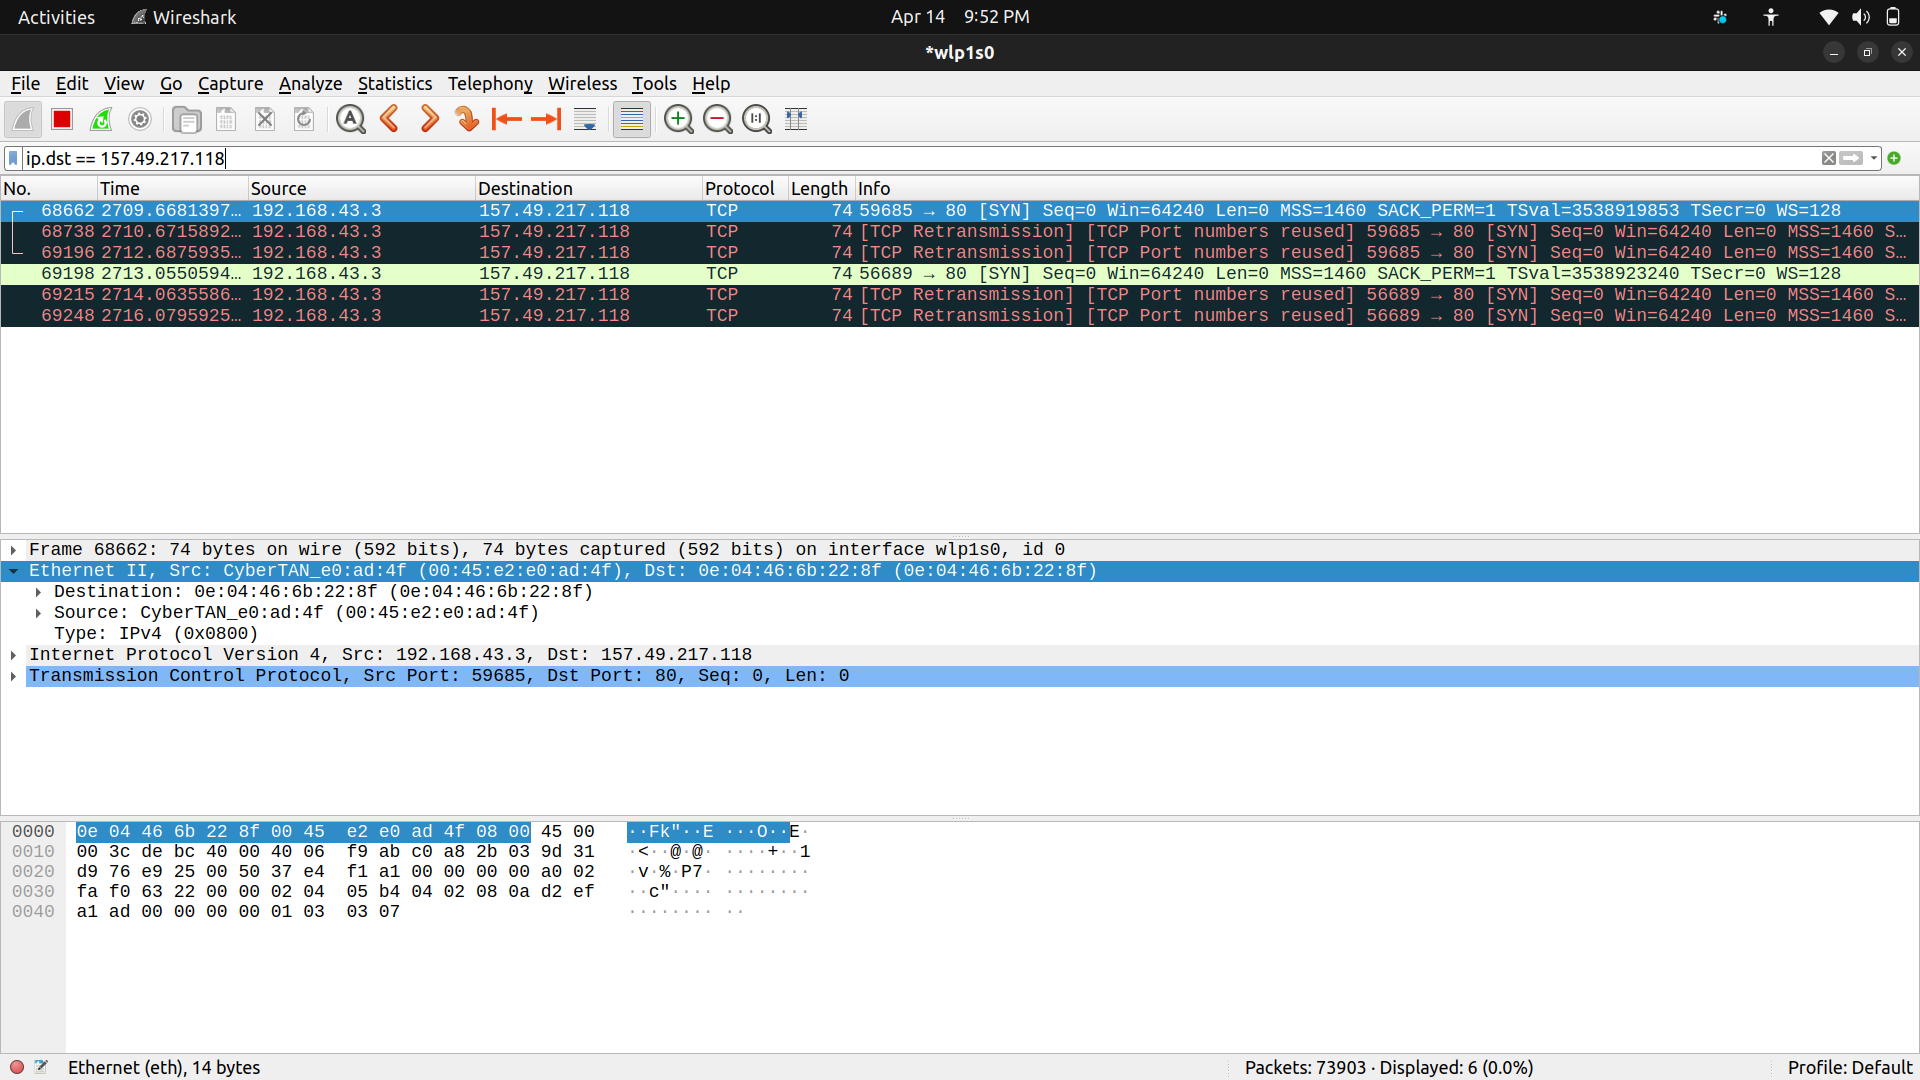 Activities Wireshark Apr 14 9:52 PM
*wlp1s0
File Edit View Go Capture Analyze Statistics Telephony Wireless Tools Help
ip.dst == 157.49.217.118
No. Time Source Destination Protocol Length Info
68662 2709.6681397… 192.168.43.3 157.49.217.118 TCP 74 59685 → 80 [SYN] Seq=0 Win=64240 Len=0 MSS=1460 SACK_PERM=1 TSval=3538919853 TSecr=0 WS=128
68738 2710.6715892… 192.168.43.3 157.49.217.118 TCP 74 [TCP Retransmission] [TCP Port numbers reused] 59685 → 80 [SYN] Seq=0 Win=64240 Len=0 MSS=1460 S…
69196 2712.6875935… 192.168.43.3 157.49.217.118 TCP 74 [TCP Retransmission] [TCP Port numbers reused] 59685 → 80 [SYN] Seq=0 Win=64240 Len=0 MSS=1460 S…
69198 2713.0550594… 192.168.43.3 157.49.217.118 TCP 74 56689 → 80 [SYN] Seq=0 Win=64240 Len=0 MSS=1460 SACK_PERM=1 TSval=3538923240 TSecr=0 WS=128
69215 2714.0635586… 192.168.43.3 157.49.217.118 TCP 74 [TCP Retransmission] [TCP Port numbers reused] 56689 → 80 [SYN] Seq=0 Win=64240 Len=0 MSS=1460 S…
69248 2716.0795925… 192.168.43.3 157.49.217.118 TCP 74 [TCP Retransmission] [TCP Port numbers reused] 56689 → 80 [SYN] Seq=0 Win=64240 Len=0 MSS=1460 S…
Frame 68662: 74 bytes on wire (592 bits), 74 bytes captured (592 bits) on interface wlp1s0, id 0
Ethernet II, Src: CyberTAN_e0:ad:4f (00:45:e2:e0:ad:4f), Dst: 0e:04:46:6b:22:8f (0e:04:46:6b:22:8f)
Destination: 0e:04:46:6b:22:8f (0e:04:46:6b:22:8f)
Source: CyberTAN_e0:ad:4f (00:45:e2:e0:ad:4f)
Type: IPv4 (0x0800)
Internet Protocol Version 4, Src: 192.168.43.3, Dst: 157.49.217.118
Transmission Control Protocol, Src Port: 59685, Dst Port: 80, Seq: 0, Len: 0
0000 0e 04 46 6b 22 8f 00 45 e2 e0 ad 4f 08 00 45 00 ··Fk"··E ···O··E·
0010 00 3c de bc 40 00 40 06 f9 ab c0 a8 2b 03 9d 31 ·<··@·@· ····+··1
0020 d9 76 e9 25 00 50 37 e4 f1 a1 00 00 00 00 a0 02 ·v·%·P7· ········
0030 fa f0 63 22 00 00 02 04 05 b4 04 02 08 0a d2 ef ··c"···· ········
0040 a1 ad 00 00 00 00 01 03 03 07 ········ ··
Ethernet (eth), 14 bytes Packets: 73903 · Displayed: 6 (0.0%) Profile: Default